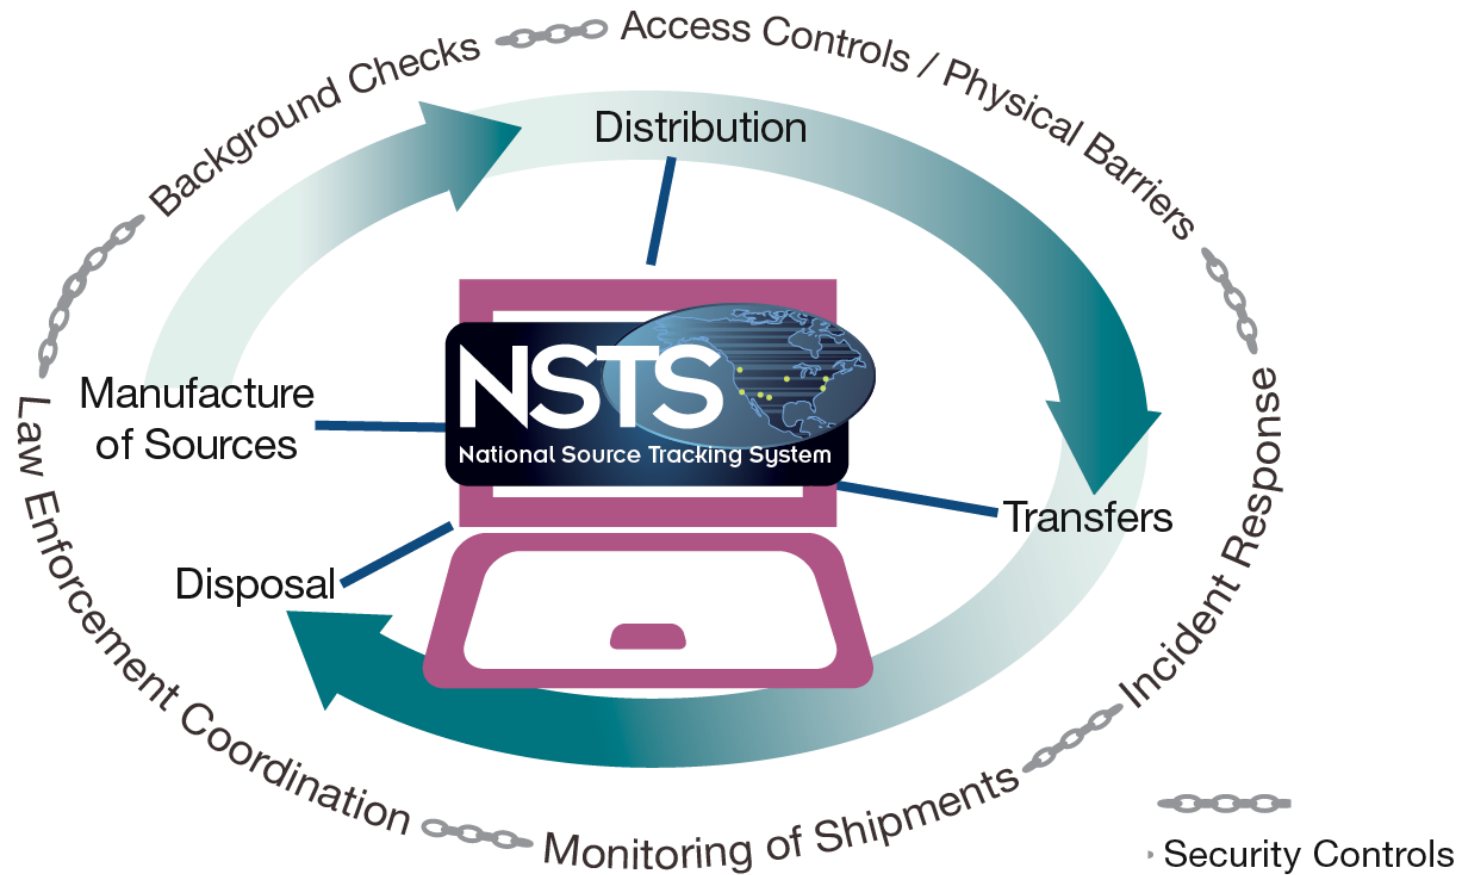 Background Checks
Access Controls / Physical Barriers
Distribution
NSTS
National Source Tracking System
Manufacture
of Sources
Transfers
Disposal
Incident Response
Law Enforcement Coordination
Monitoring of Shipments
Security Controls